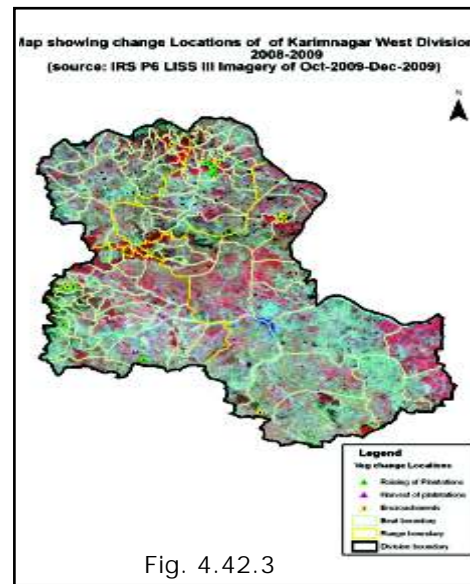 Map showing change Locations of of Karimnagar West Division
2008-2009
(source: IRS P6 LISS III Imagery of Oct-2009-Dec-2009)
N
Legend
Veg change Locations
Raising of Plantations
Harvest of plantations
Encroachments
Beat boundary
Range boundary
Division boundary
Fig. 4.42.3